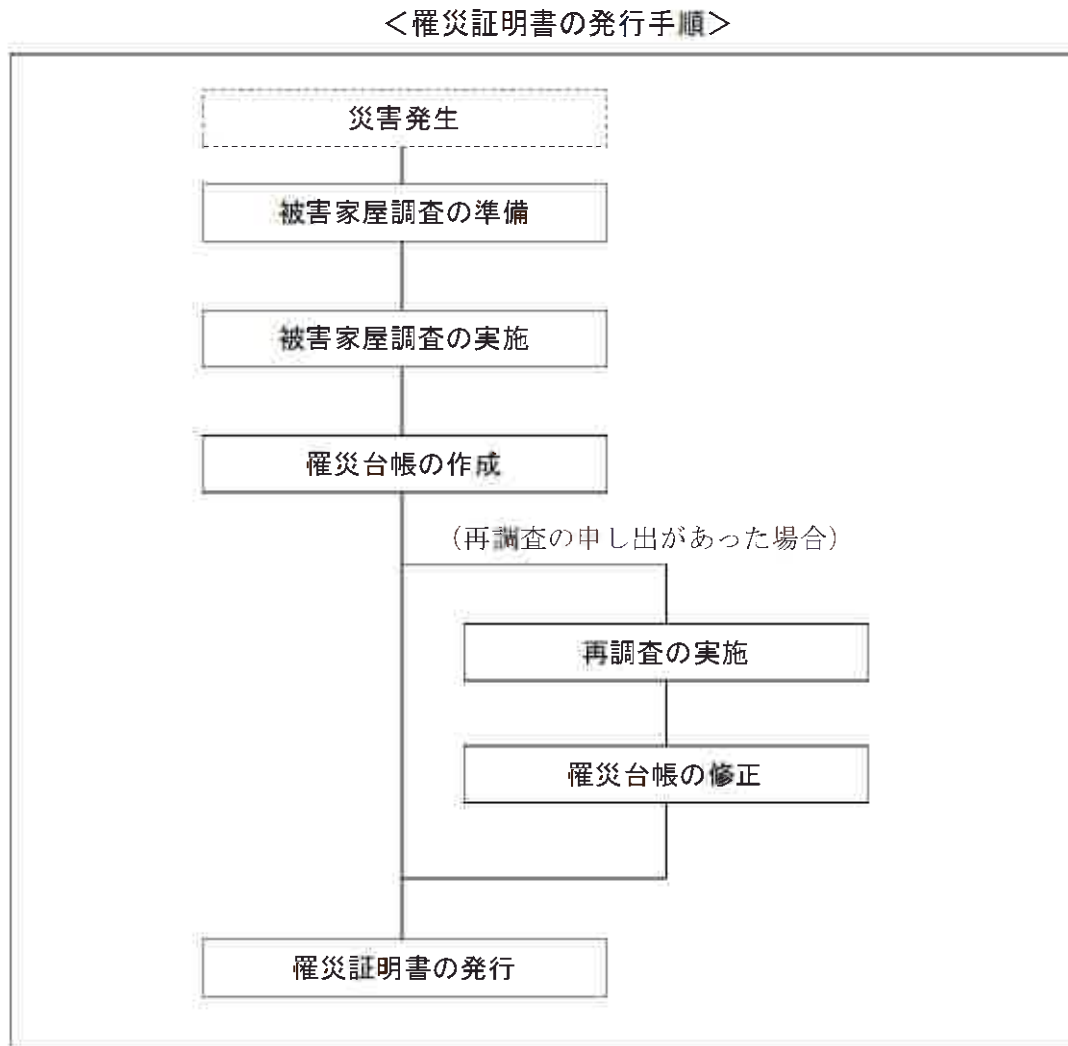 ＜罹災証明書の発行手順＞
災害発生
被害家屋調査の準備
被害家屋調査の実施
罹災台帳の作成
（再調査の申し出があった場合）
再調査の実施
罹災台帳の修正
罹災証明書の発行